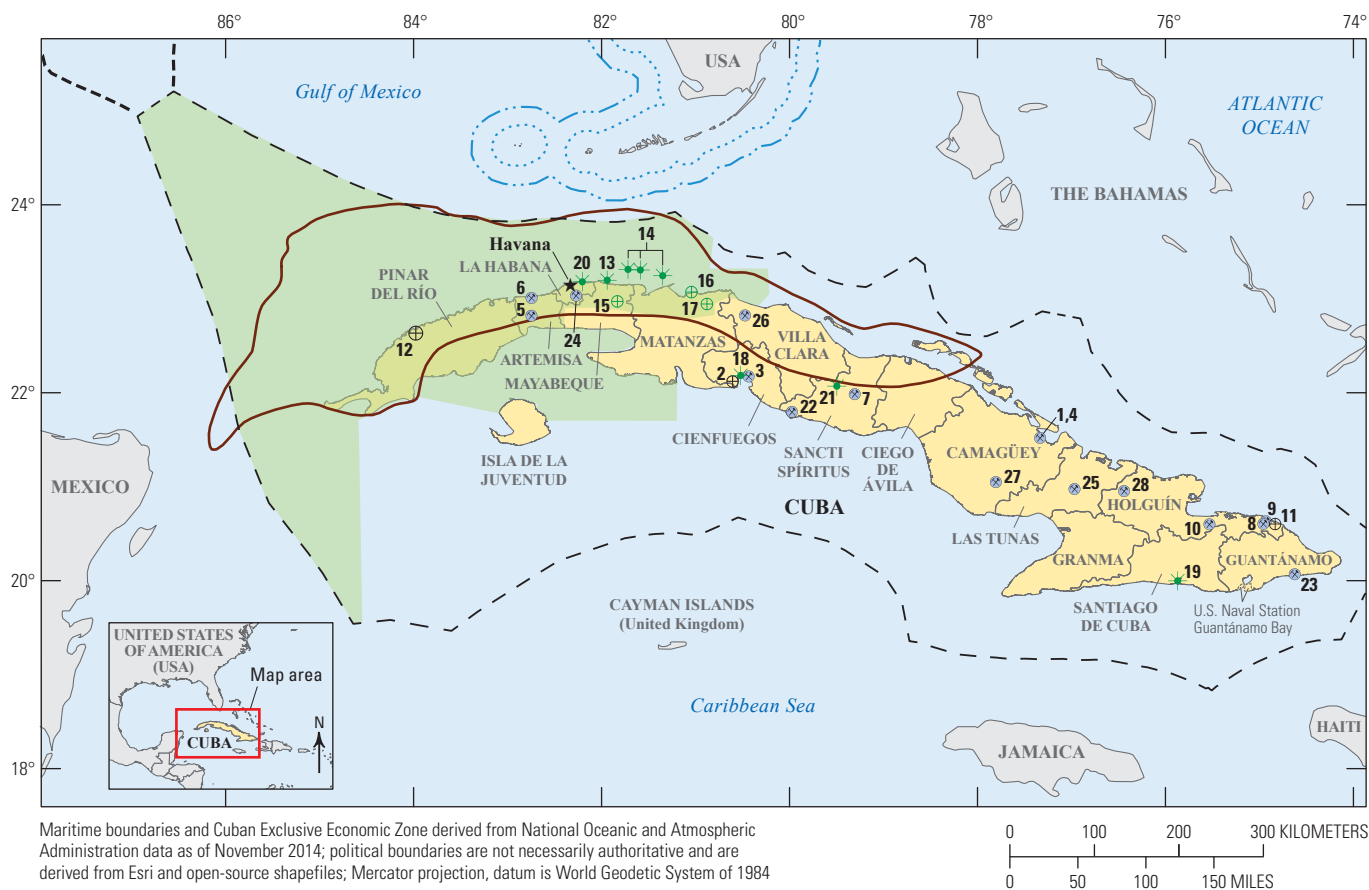 86°
84°
82°
80°
78°
76°
74°
USA
Gulf of Mexico
ATLANTIC
OCEAN
THE BAHAMAS
24°
14
Havana
LA HABANA
20
13
PINAR
DEL RÍO
6
5
15
16
17
26
12
24
ARTEMISA
MAYABEQUE
MATANZAS
VILLA
CLARA
18
2
3
22°
22
21
7
CIENFUEGOS
SANCTI
SPÍRITUS
CIEGO
DE
ÁVILA
1,4
CAMAGÜEY
ISLA DE LA
JUVENTUD
MEXICO
CUBA
27
25
28
HOLGUÍN
LAS TUNAS
10
8
9
11
GRANMA
GUANTÁNAMO
20°
19
23
SANTIAGO
DE CUBA
U.S. Naval Station
Guantánamo Bay
CAYMAN ISLANDS
(United Kingdom)
UNITED STATES
OF AMERICA
(USA)
Map area
N
CUBA
Caribbean Sea
JAMAICA
HAITI
18°
Maritime boundaries and Cuban Exclusive Economic Zone derived from National Oceanic and Atmospheric
Administration data as of November 2014; political boundaries are not necessarily authoritative and are
derived from Esri and open-source shapefiles; Mercator projection, datum is World Geodetic System of 1984
0 100 200 300 KILOMETERS
0 50 100 150 MILES